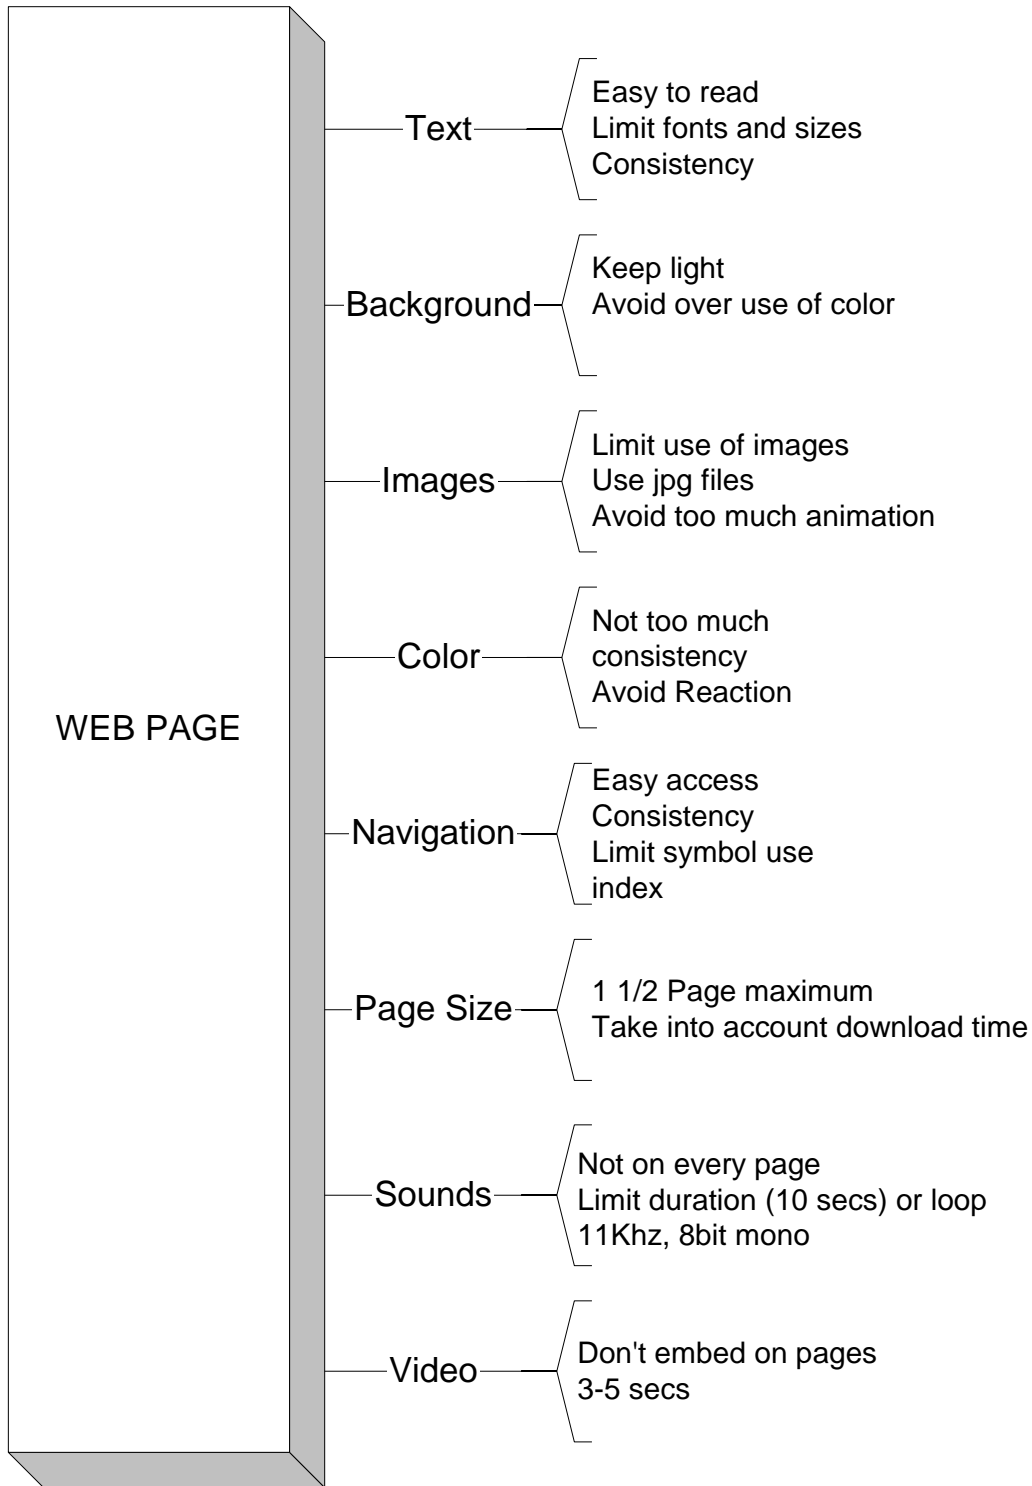 Text
Easy to read
Limit fonts and sizes
Consistency
Background
Keep light
Avoid over use of color
Images
Limit use of images
Use jpg files
Avoid too much animation
Color
Not too much
consistency
Avoid Reaction
WEB PAGE
Navigation
Easy access
Consistency
Limit symbol use
index
Page Size
1 1/2 Page maximum
Take into account download time
Sounds
Not on every page
Limit duration (10 secs) or loop
11Khz, 8bit mono
Video
Don't embed on pages
3-5 secs